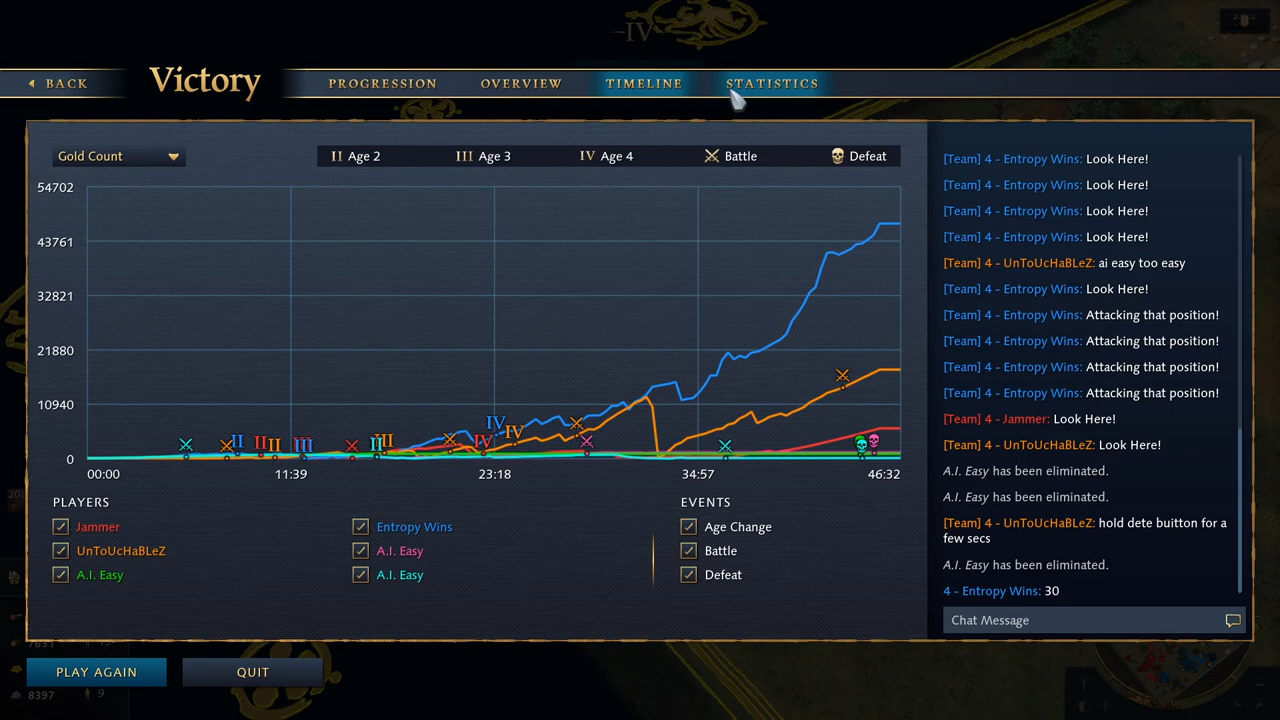 IV
BACK
Victory
PROGRESSION
OVERVIEW
TIMELINE
STATISTICS
Gold Count
II Age 2
III Age 3
IV Age 4
Battle
Defeat
54702
43761
32821
21880
10940
0
00:00
11:39
23:18
34:57
46:32
PLAYERS
Jammer
Entropy Wins
UnToUcHaBLeZ
A.I. Easy
A.I. Easy
A.I. Easy
EVENTS
Age Change
Battle
Defeat
[Team] 4 - Entropy Wins: Look Here!
[Team] 4 - Entropy Wins: Look Here!
[Team] 4 - Entropy Wins: Look Here!
[Team] 4 - Entropy Wins: Look Here!
[Team] 4 - UnToUcHaBLeZ: ai easy too easy
[Team] 4 - Entropy Wins: Look Here!
[Team] 4 - Entropy Wins: Attacking that position!
[Team] 4 - Entropy Wins: Attacking that position!
[Team] 4 - Entropy Wins: Attacking that position!
[Team] 4 - Entropy Wins: Attacking that position!
[Team] 4 - Jammer: Look Here!
[Team] 4 - UnToUcHaBLeZ: Look Here!
A.I. Easy has been eliminated.
A.I. Easy has been eliminated.
[Team] 4 - UnToUcHaBLeZ: hold dete buitton for a
few secs
A.I. Easy has been eliminated.
4 - Entropy Wins: 30
Chat Message
PLAY AGAIN
QUIT
8397
9